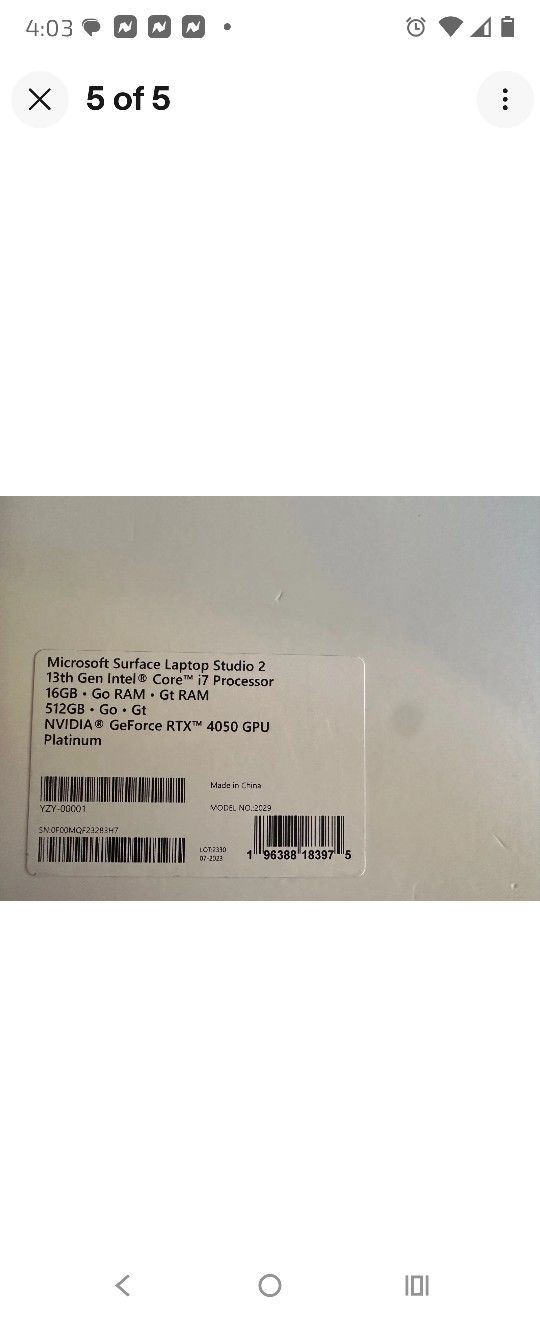 4:03
5 of 5
Microsoft Surface Laptop Studio 2
13th Gen Intel® Core™ i7 Processor
16GB • Go RAM • Gt RAM
512GB • Go • Gt
NVIDIA® GeForce RTX™ 4050 GPU
Platinum
Made in China
YZY-00001
MODEL NO.:2029
SN:0F00MQF23283H7
LOT:2330
07-2023
1 96388 18397 5